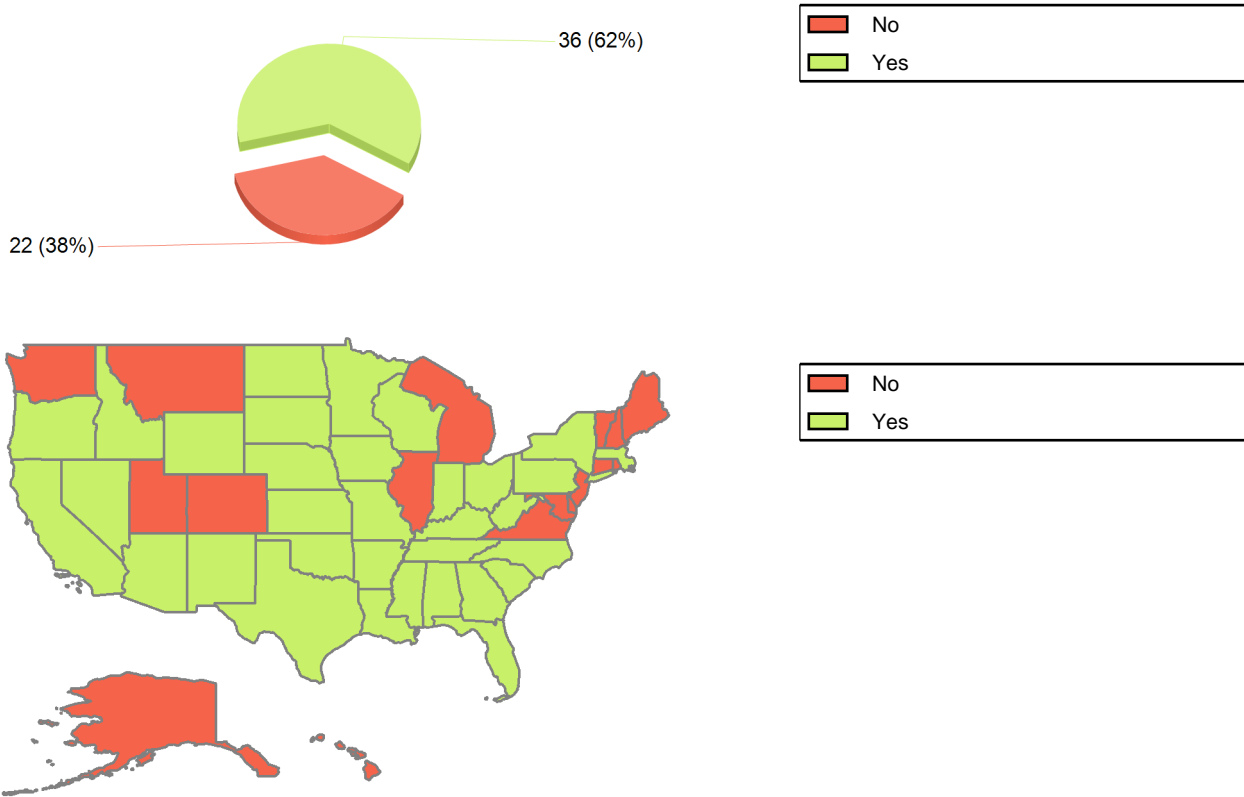 36 (62%)
22 (38%)
No
Yes
No
Yes